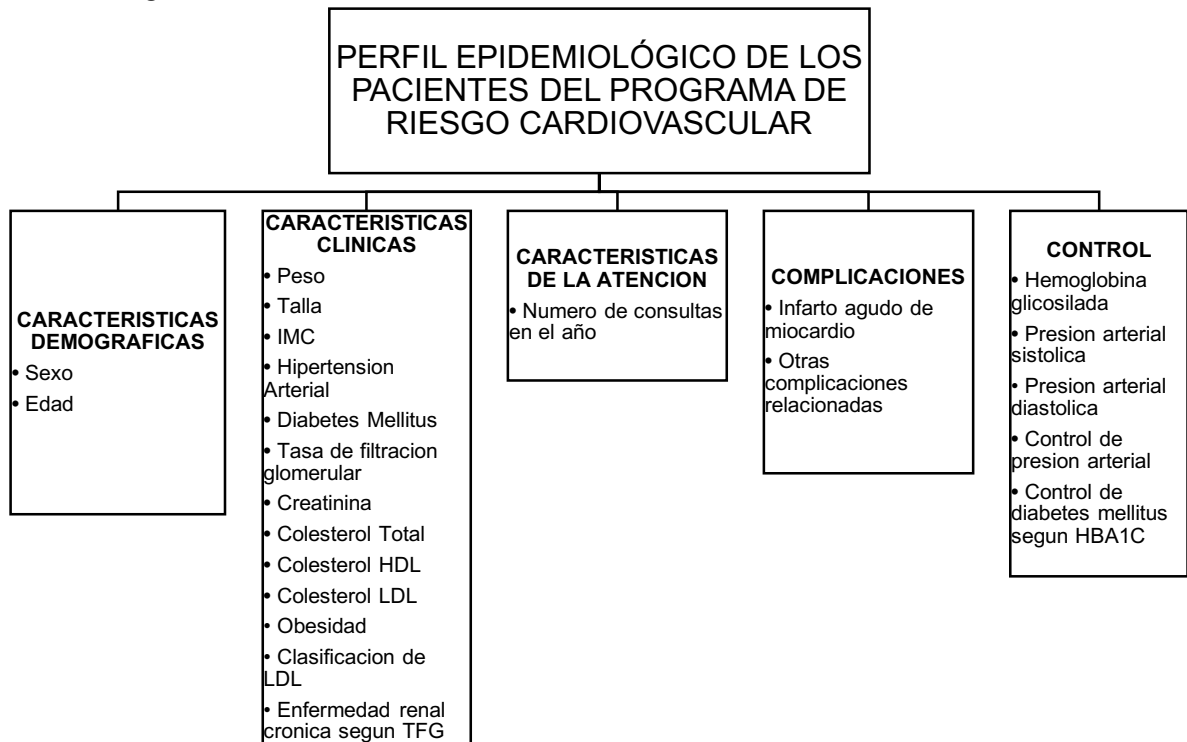 PERFIL EPIDEMIOLÓGICO DE LOS
PACIENTES DEL PROGRAMA DE
RIESGO CARDIOVASCULAR
CARACTERISTICAS
DEMOGRAFICAS
• Sexo
• Edad
CARACTERISTICAS
CLINICAS
• Peso
• Talla
• IMC
• Hipertension
Arterial
• Diabetes Mellitus
• Tasa de filtracion
glomerular
• Creatinina
• Colesterol Total
• Colesterol HDL
• Colesterol LDL
• Obesidad
• Clasificacion de
LDL
• Enfermedad renal
cronica segun TFG
CARACTERISTICAS
DE LA ATENCION
• Numero de consultas
en el año
COMPLICACIONES
• Infarto agudo de
miocardio
• Otras
complicaciones
relacionadas
CONTROL
• Hemoglobina
glicosilada
• Presion arterial
sistolica
• Presion arterial
diastolica
• Control de
presion arterial
• Control de
diabetes mellitus
segun HBA1C